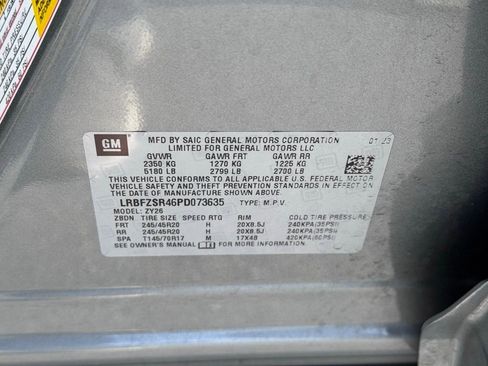 GM
MFD BY SAIC GENERAL MOTORS CORPORATION 01/23
LIMITED FOR GENERAL MOTORS LLC
GVWR GAWR FRT GAWR RR
2350 KG 1270 KG 1225 KG
5180 LB 2799 LB 2700 LB
THIS VEHICLE CONFORMS TO ALL APPLICABLE U.S. FEDERAL
MOTOR VEHICLE SAFETY AND THEFT PREVENTION STANDARDS IN EFFECT ON
THE DATE OF MANUFACTURE SHOWN ABOVE.
LRBFZSR46PD073635 TYPE: M.P.V.
MODEL: ZY26
ZBDN TIRE SIZE SPEED RTG RIM COLD TIRE PRESSURE
FRT 245/45R20 H 20X8.5J 240KPA(35PSI)
RR 245/45R20 H 20X8.5J 240KPA(35PSI)
SPA T145/70R17 M 17X4B 420KPA(60PSI)
SEE OWNER'S MANUAL FOR ADDITIONAL INFORMATION.